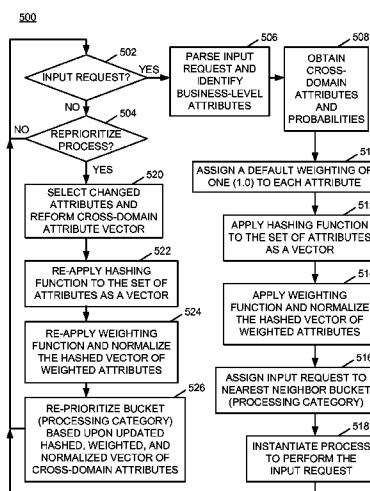 500
502
INPUT REQUEST?
YES
NO
504
REPRIORITIZE
PROCESS?
NO
YES
506
PARSE INPUT
REQUEST AND
IDENTIFY
BUSINESS-LEVEL
ATTRIBUTES
508
OBTAIN
CROSS-
DOMAIN
ATTRIBUTES
AND
PROBABILITIES
ASSIGN A DEFAULT WEIGHTING OF
ONE (1.0) TO EACH ATTRIBUTE
APPLY HASHING FUNCTION
TO THE SET OF ATTRIBUTES
AS A VECTOR
APPLY WEIGHTING
FUNCTION AND NORMALIZE
THE HASHED VECTOR OF
WEIGHTED ATTRIBUTES
516
ASSIGN INPUT REQUEST TO
NEAREST NEIGHBOR BUCKET
(PROCESSING CATEGORY)
518
INSTANTIATE PROCESS
TO PERFORM THE
INPUT REQUEST
520
SELECT CHANGED
ATTRIBUTES AND
REFORM CROSS-DOMAIN
ATTRIBUTE VECTOR
522
RE-APPLY HASHING
FUNCTION TO THE SET OF
ATTRIBUTES AS A VECTOR
524
RE-APPLY WEIGHTING
FUNCTION AND NORMALIZE
THE HASHED VECTOR OF
WEIGHTED ATTRIBUTES
526
RE-PRIORITIZE BUCKET
(PROCESSING CATEGORY)
BASED UPON UPDATED
HASHED, WEIGHTED, AND
NORMALIZED VECTOR OF
CROSS-DOMAIN ATTRIBUTES